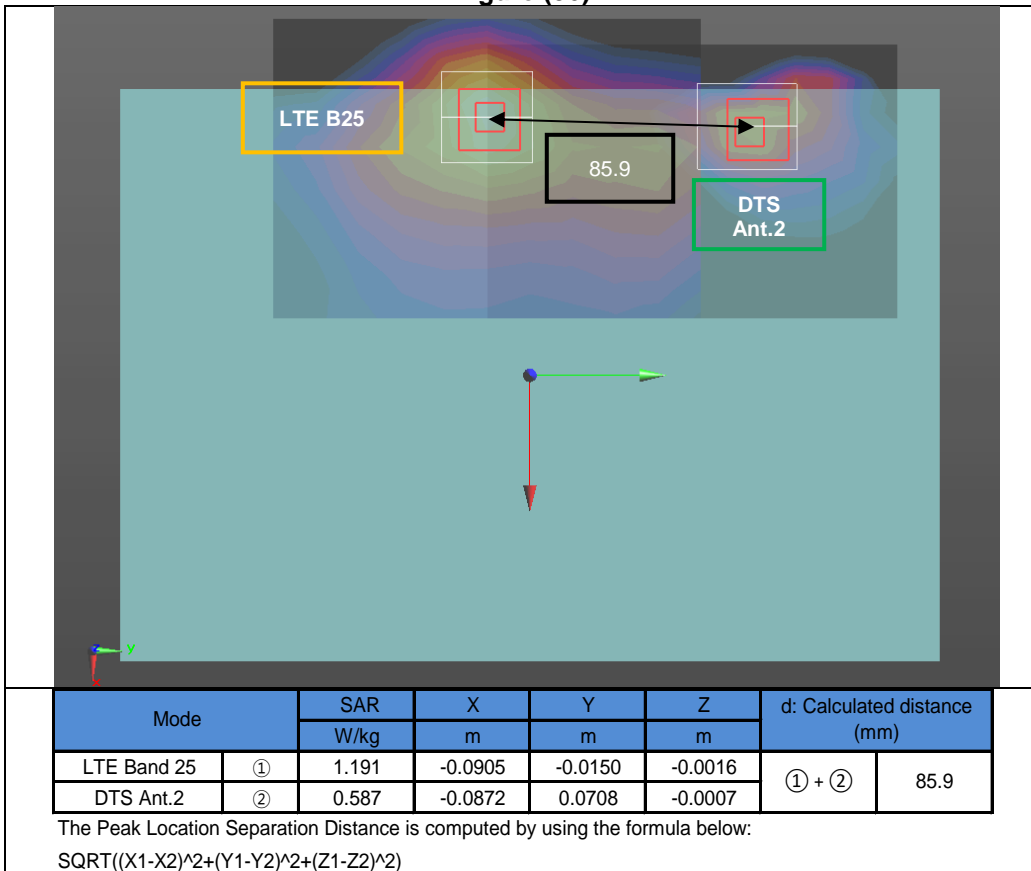 LTE B25
85.9
DTS
Ant.2
z
y
x
Mode SAR X Y Z d: Calculated distance
(mm)
W/kg m m m
LTE Band 25 ① 1.191 -0.0905 -0.0150 -0.0016 ① + ② 85.9
DTS Ant.2 ② 0.587 -0.0872 0.0708 -0.0007
The Peak Location Separation Distance is computed by using the formula below:
SQRT((X1-X2)^2+(Y1-Y2)^2+(Z1-Z2)^2)